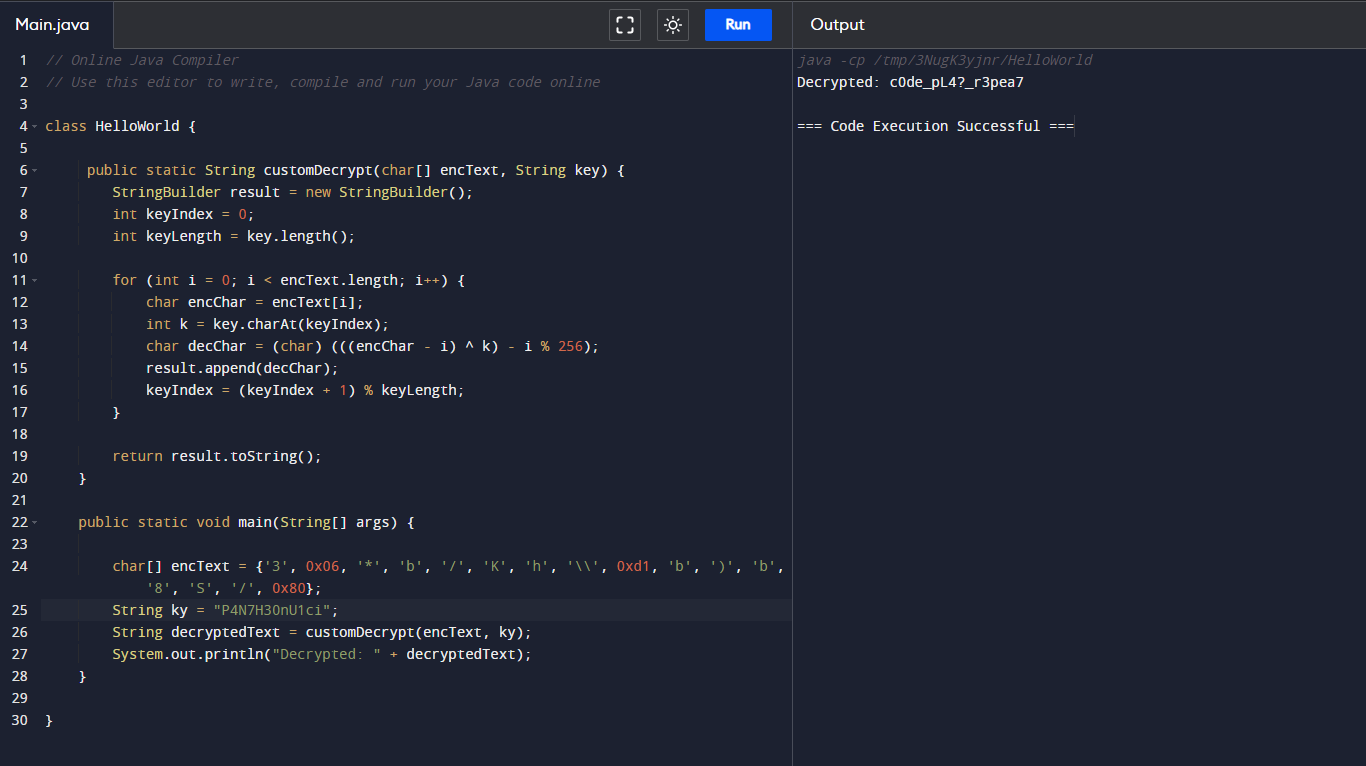 Main.java
Run
Output
1 // Online Java Compiler
2 // Use this editor to write, compile and run your Java code online
3
4 class HelloWorld {
5
6 public static String customDecrypt(char[] encText, String key) {
7 StringBuilder result = new StringBuilder();
8 int keyIndex = 0;
9 int keyLength = key.length();
10
11 for (int i = 0; i < encText.length; i++) {
12 char encChar = encText[i];
13 int k = key.charAt(keyIndex);
14 char decChar = (char) (((encChar - i) ^ k) - i % 256);
15 result.append(decChar);
16 keyIndex = (keyIndex + 1) % keyLength;
17 }
18
19 return result.toString();
20 }
21
22 public static void main(String[] args) {
23
24 char[] encText = {'3', 0x06, '*', 'b', '/', 'K', 'h', '\\', 0xd1, 'b', ')', 'b',
'8', 'S', '/', 0x80};
25 String ky = "P4N7H30nU1ci";
26 String decryptedText = customDecrypt(encText, ky);
27 System.out.println("Decrypted: " + decryptedText);
28 }
29
30 }
java -cp /tmp/3NugK3yjnr/HelloWorld
Decrypted: c0de_pL4?_r3pea7
=== Code Execution Successful ===